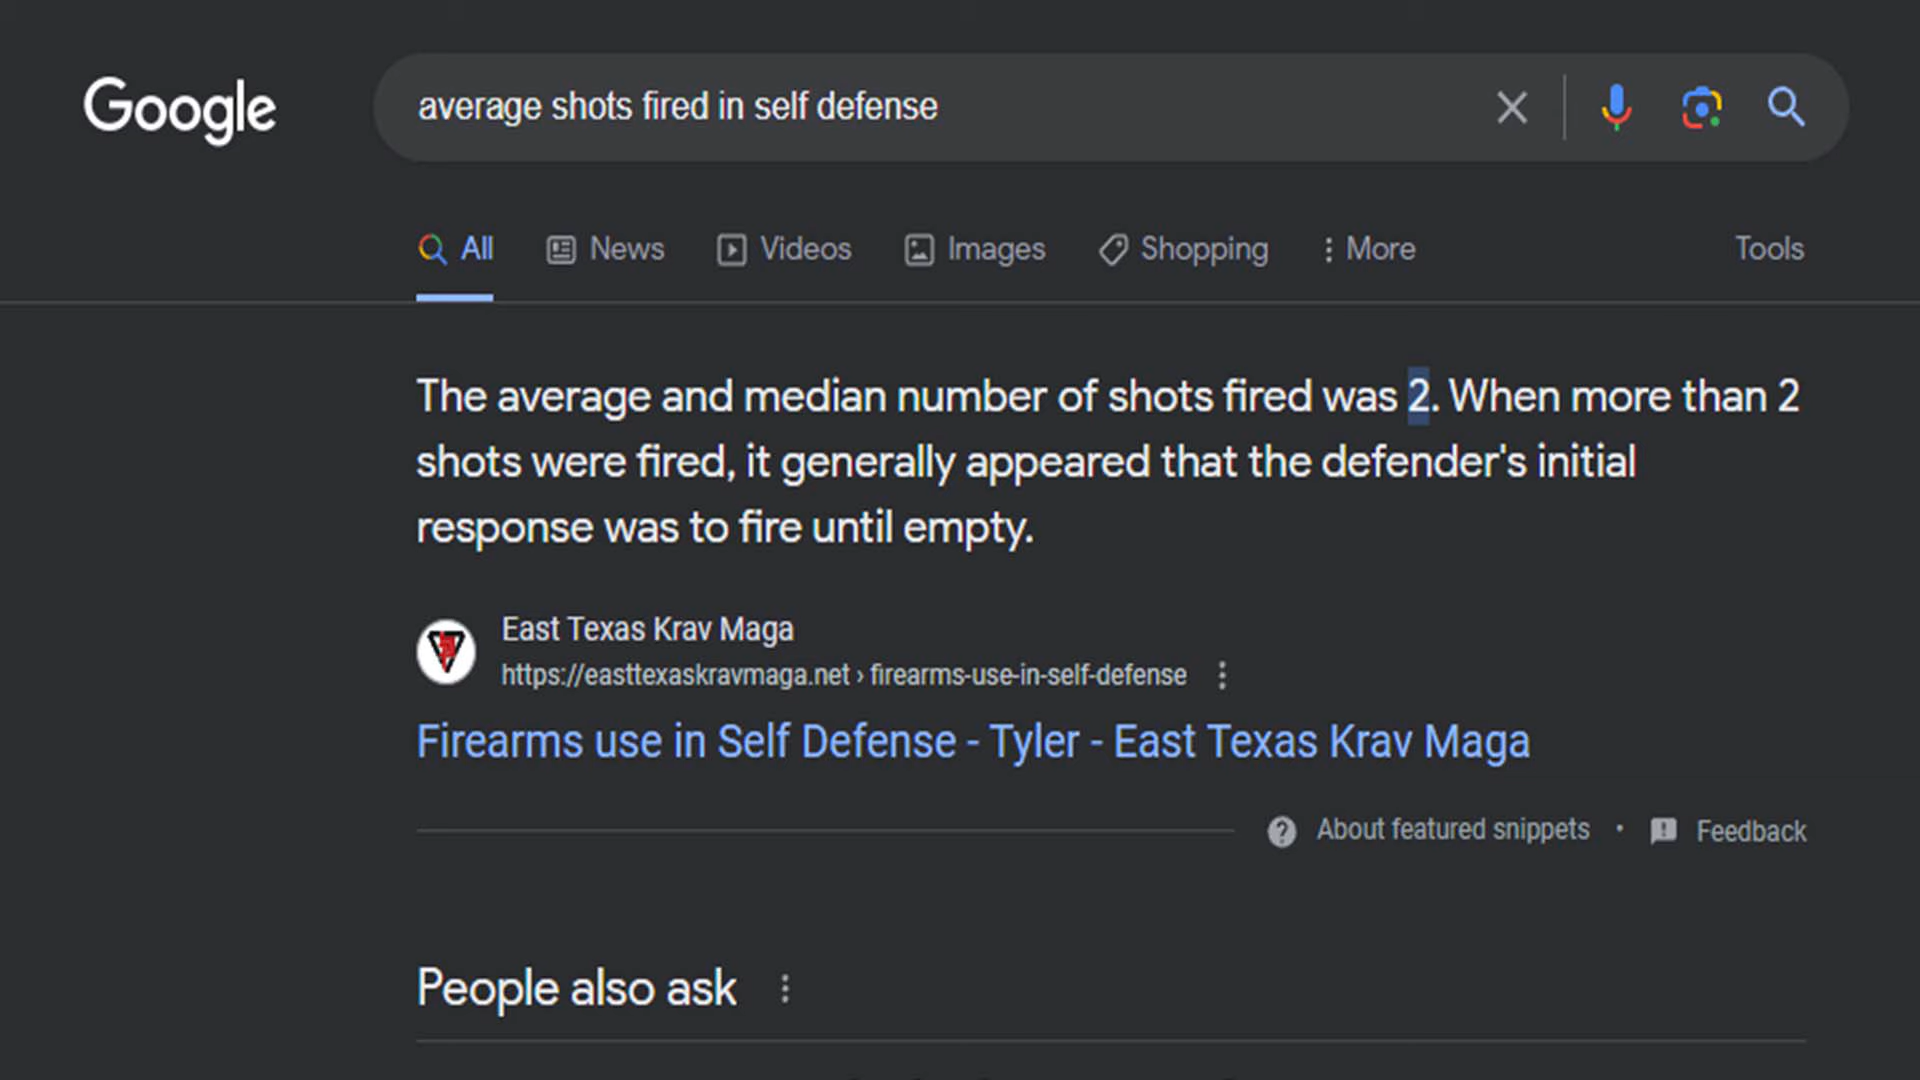 Google
average shots fired in self defense
All News Videos Images Shopping More Tools
The average and median number of shots fired was 2. When more than 2
shots were fired, it generally appeared that the defender's initial
response was to fire until empty.
East Texas Krav Maga
https://easttexaskravmaga.net › firearms-use-in-self-defense
Firearms use in Self Defense - Tyler - East Texas Krav Maga
About featured snippets • Feedback
People also ask